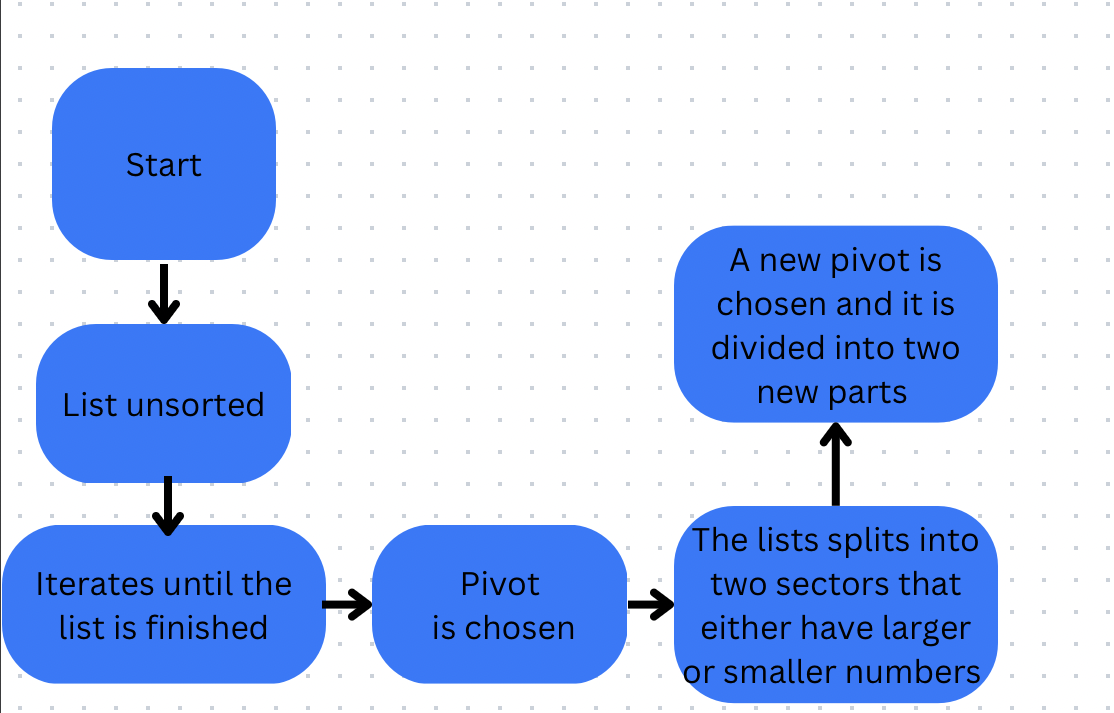 Start
List unsorted
Iterates until the
list is finished
Pivot
is chosen
The lists splits into
two sectors that
either have larger
or smaller numbers
A new pivot is
chosen and it is
divided into two
new parts